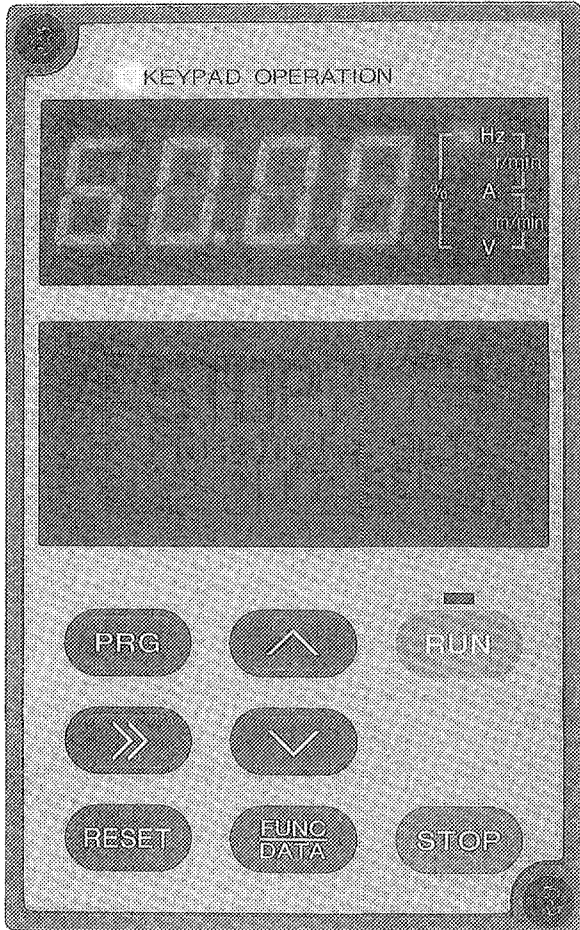 KEYPAD OPERATION
60.00
Hz
r/min
% A
m/min
V
PRG
RUN
RESET
FUNC
DATA
STOP